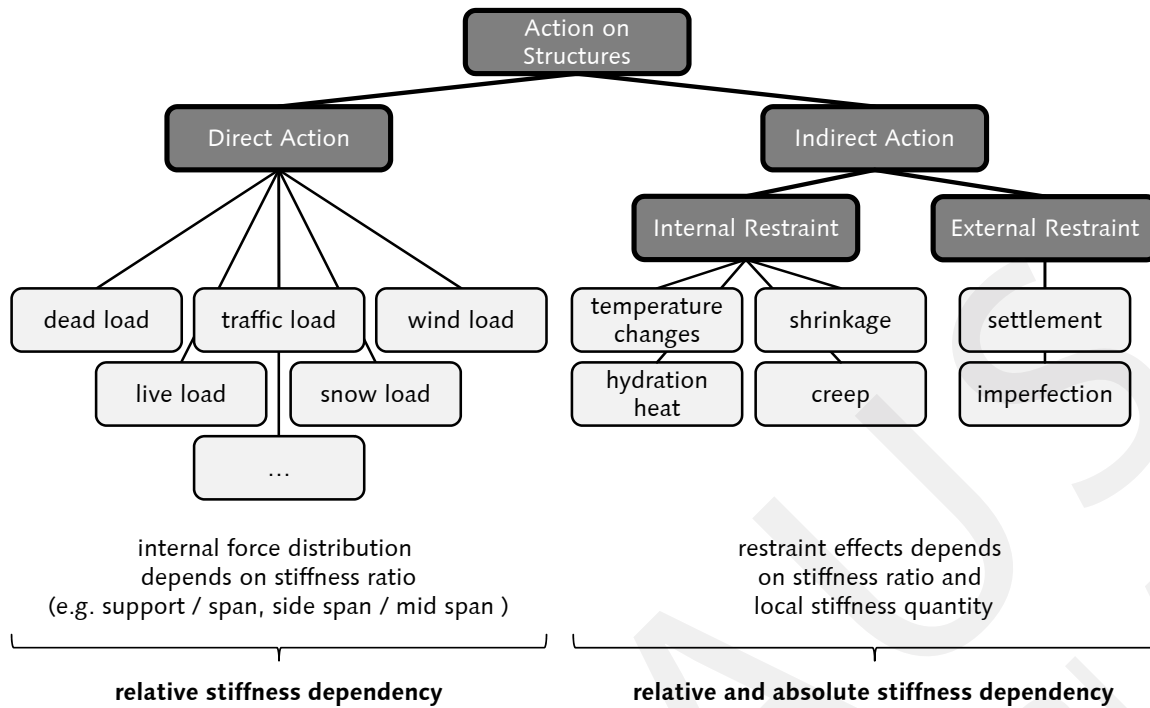 Action on
Structures
Direct Action
Indirect Action
Internal Restraint
External Restraint
dead load
traffic load
wind load
temperature
changes
shrinkage
settlement
live load
snow load
hydration
heat
creep
imperfection
...
internal force distribution
depends on stiffness ratio
(e.g. support / span, side span / mid span )
restraint effects depends
on stiffness ratio and
local stiffness quantity
relative stiffness dependency
relative and absolute stiffness dependency